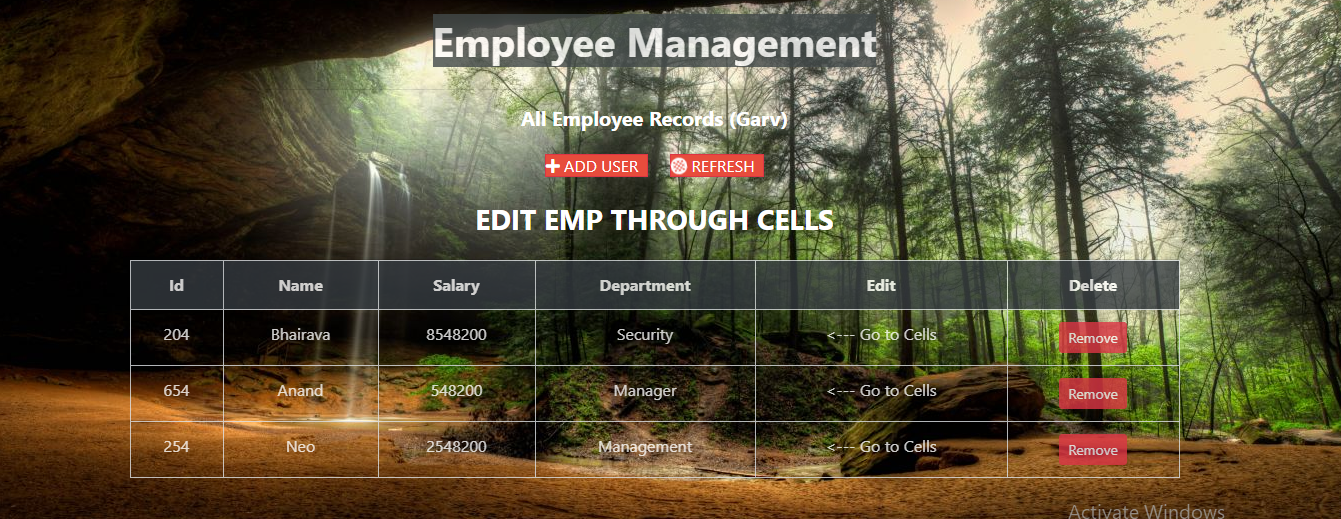 Employee Management
All Employee Records (Garv)
ADD USER REFRESH
EDIT EMP THROUGH CELLS
Id Name Salary Department Edit Delete
204 Bhairava 8548200 Security <--- Go to Cells Remove
654 Anand 548200 Manager <--- Go to Cells Remove
254 Neo 2548200 Management <--- Go to Cells Remove
Activate Windows